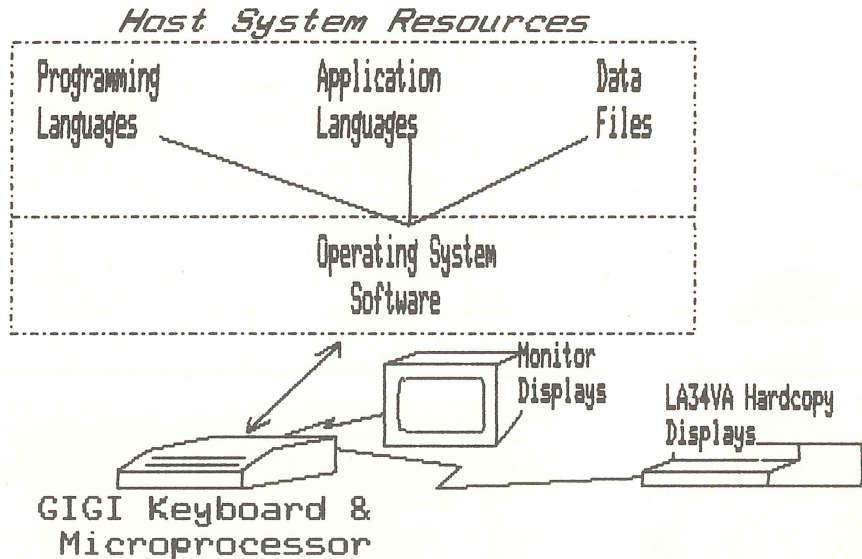 Host System Resources
Programming
Languages
Application
Languages
Data
Files
Operating System
Software
Monitor
Displays
LA34VA Hardcopy
Displays
GIGI Keyboard &
Microprocessor